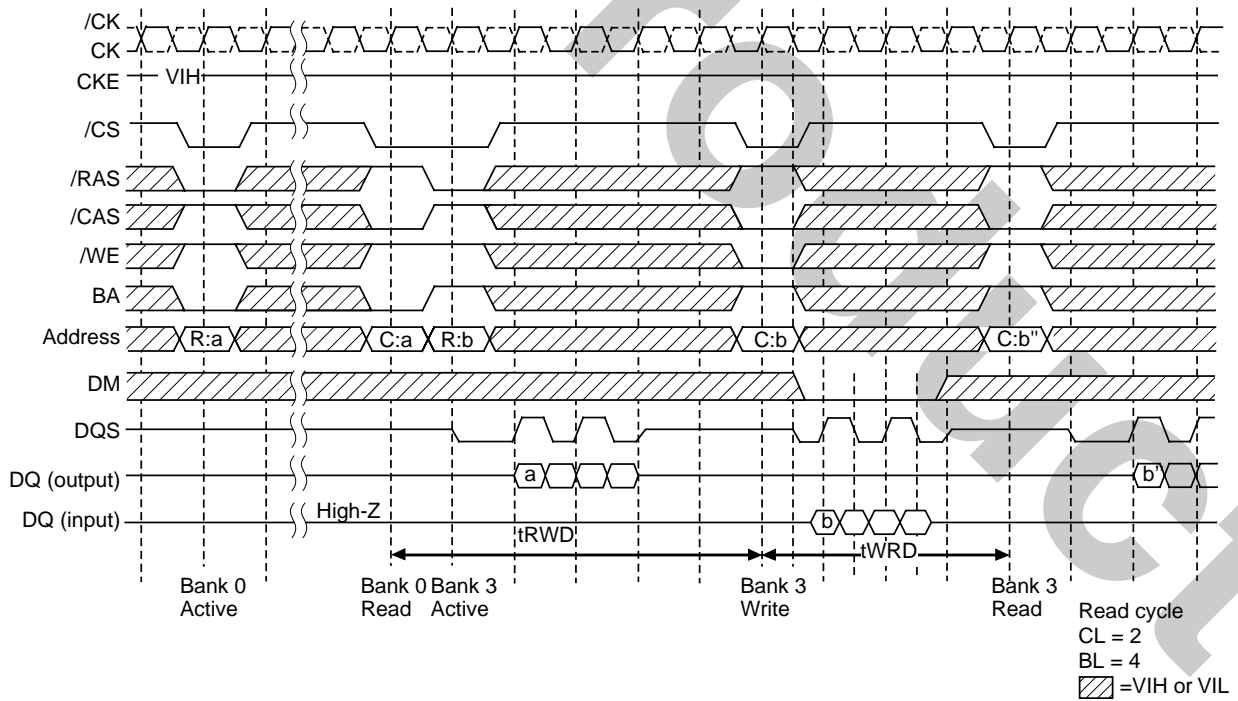 /CK
CK
CKE VIH
/CS
/RAS
/CAS
/WE
BA
Address R:a C:a R:b C:b C:b"
DM
DQS
DQ (output) a b'
DQ (input) High-Z b
tRWD tWRD
Bank 0 Bank 0 Bank 3 Bank 3 Bank 3
Active Read Active Write Read
Read cycle
CL = 2
BL = 4
=VIH or VIL
roduct